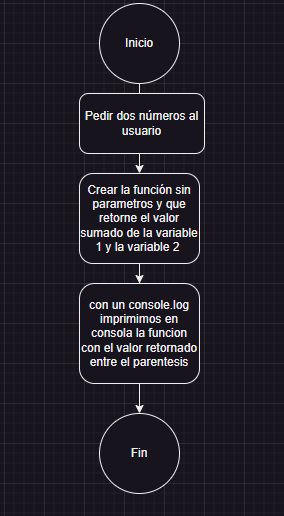 Inicio
Pedir dos números al
usuario
Crear la función sin
parametros y que
retorne el valor
sumado de la variable
1 y la variable 2
con un console.log
imprimimos en
consola la funcion
con el valor retornado
entre el parentesis
Fin